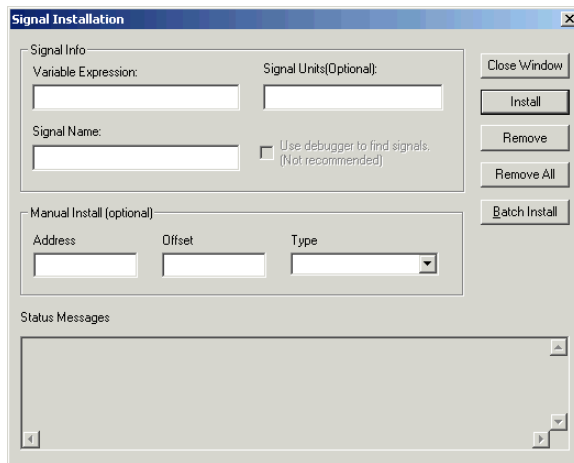 Signal Installation
Signal Info
Variable Expression:
Signal Units(Optional):
Signal Name:
Use debugger to find signals.
(Not recommended)
Close Window
Install
Remove
Remove All
Batch Install
Manual Install (optional)
Address
Offset
Type
Status Messages